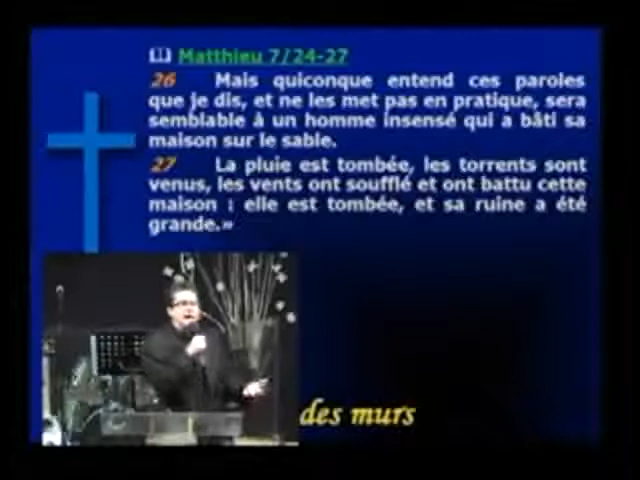 Matthieu 7/24-27
26 Mais quiconque entend ces paroles
que je dis, et ne les met pas en pratique, sera
semblable à un homme insensé qui a bâti sa
maison sur le sable.
27 La pluie est tombée, les torrents sont
venus, les vents ont soufflé et ont battu cette
maison : elle est tombée, et sa ruine a été
grande.»
des murs